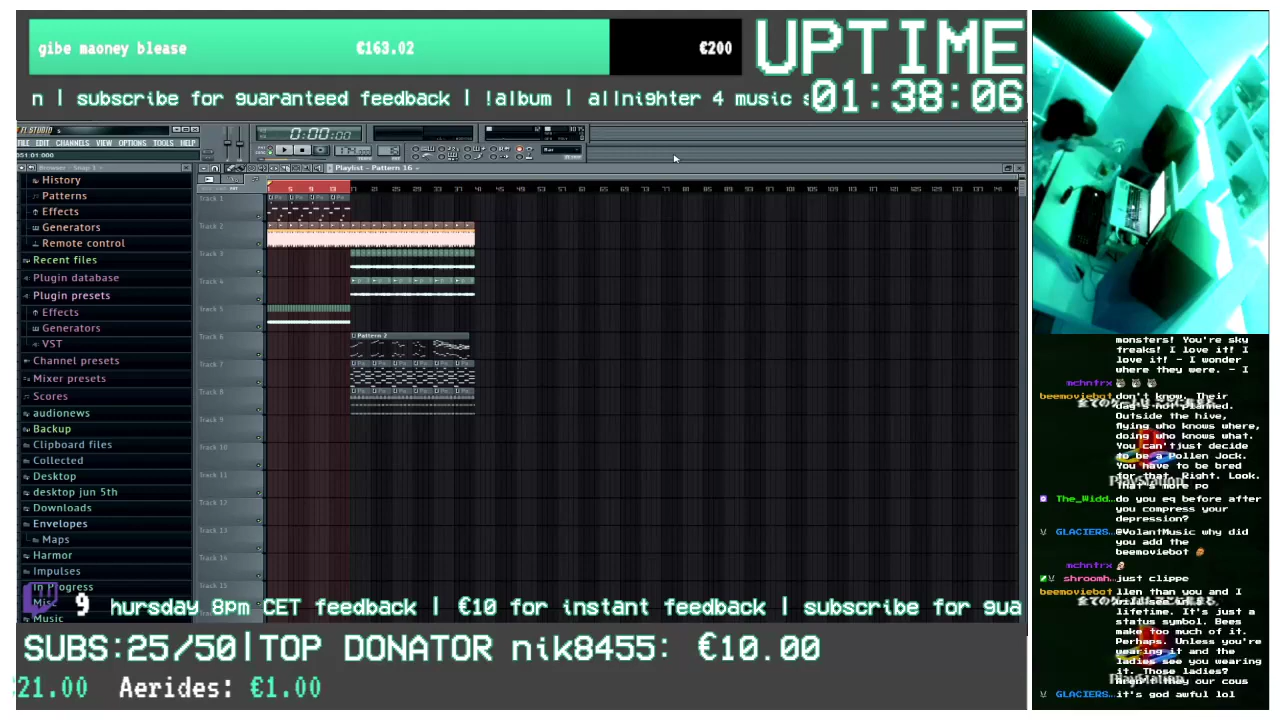 gibe maoney blease €163.02 €200
UPTIME
01:38:06
n | subscribe for guaranteed feedback | !album | allnighter 4 music s
FL STUDIO
FILE EDIT CHANNELS VIEW OPTIONS TOOLS HELP
0:00:00
Playlist - Pattern 16
History
Patterns
Effects
Generators
Remote control
Recent files
Plugin database
Plugin presets
Effects
Generators
VST
Channel presets
Mixer presets
Scores
audionews
Backup
Clipboard files
Collected
Desktop
desktop jun 5th
Downloads
Envelopes
Maps
Harmor
Impulses
In Progress
Misc
Music
Track 1
Track 2
Track 3
Track 4
Track 5
Track 6
Track 7
Track 8
Track 9
Track 10
Track 11
Track 12
Track 13
Track 14
Track 15
Pattern 2
9 hursday 8pm CET feedback | €10 for instant feedback | subscribe for gua
SUBS:25/50|TOP DONATOR nik8455: €10.00
21.00 Aerides: €1.00
monsters! You're sky
freaks! I love it! I
love it! - I wonder
where they were. - I
mchntrx
beemoviebot don't know. Their
day's not planned.
Outside the hive,
flying who knows where,
doing who knows what.
You can'tjust decide
to be a Pollen Jock.
You have to be bred
for that. Right. Look.
That's more po
PlayStation
The_Widd… do you eq before after
you compress your
depression?
GLACIERS… @VolantMusic why did
you add the
beemoviebot
mchntrx
shroomh… just clippe
beemoviebot llen than you and I
lifetime. It's just a
status symbol. Bees
make too much of it.
Perhaps. Unless you're
wearing it and the
ladies see you wearing
it. Those ladies?
Aren't they our cous
PlayStation
GLACIERS… it's god awful lol